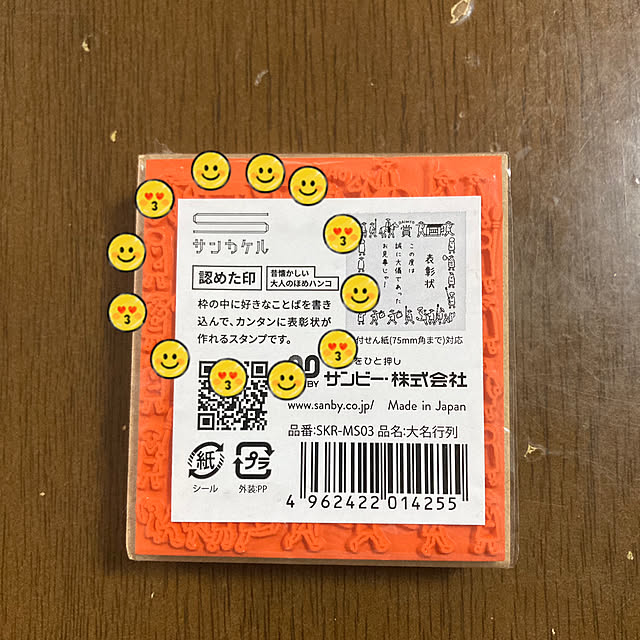 サンカケル
認めた印
昔懐かしい
大人のほめハンコ
枠の中に好きなことばを書き
込んで、カンタンに表彰状が
作れるスタンプです。
賞
表彰状
この度は
誠に大儀であった
お見事じゃ!
付せん紙(75mm角まで)対応
をひと押し
BY サンビー・株式会社
www.sanby.co.jp/ Made in Japan
品番:SKR-MS03 品名:大名行列
紙
シール
プラ
外装:PP
4 962422 014255